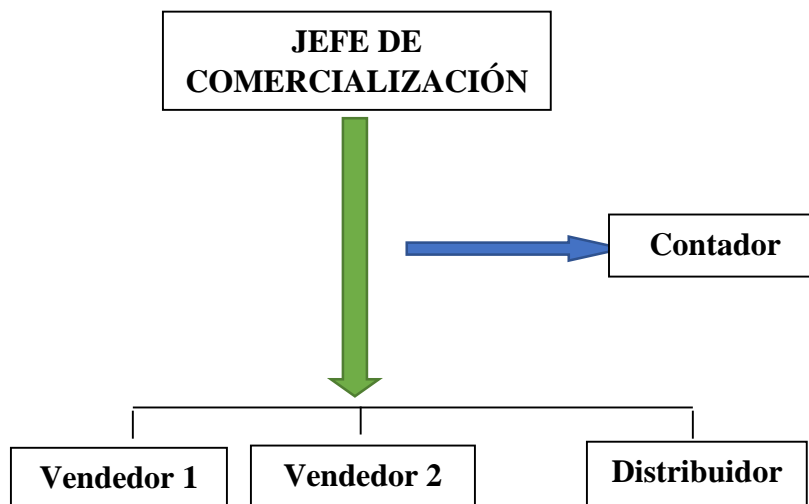 JEFE DE
COMERCIALIZACIÓN
Contador
Vendedor 1
Vendedor 2
Distribuidor